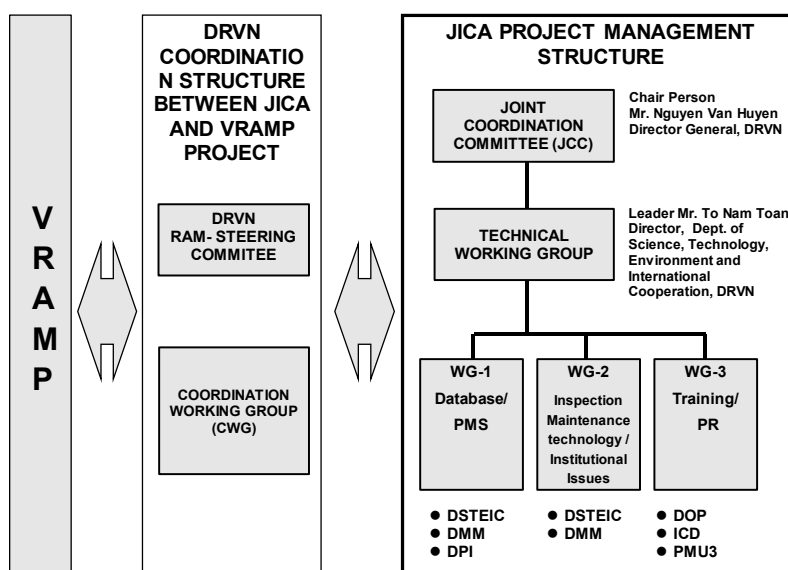 V
R
A
M
P
DRVN
COORDINATIO
N STRUCTURE
BETWEEN JICA
AND VRAMP
PROJECT
DRVN
RAM- STEERING
COMMITEE
COORDINATION
WORKING GROUP
(CWG)
JICA PROJECT MANAGEMENT
STRUCTURE
JOINT
COORDINATION
COMMITTEE (JCC)
Chair Person
Mr. Nguyen Van Huyen
Director General, DRVN
TECHNICAL
WORKING GROUP
Leader Mr. To Nam Toan
Director, Dept. of
Science, Technology,
Environment and
International
Cooperation, DRVN
WG-1
Database/
PMS
WG-2
Inspection
Maintenance
technology /
Institutional
Issues
WG-3
Training/
PR
● DSTEIC
● DMM
● DPI
● DSTEIC
● DMM
● DOP
● ICD
● PMU3